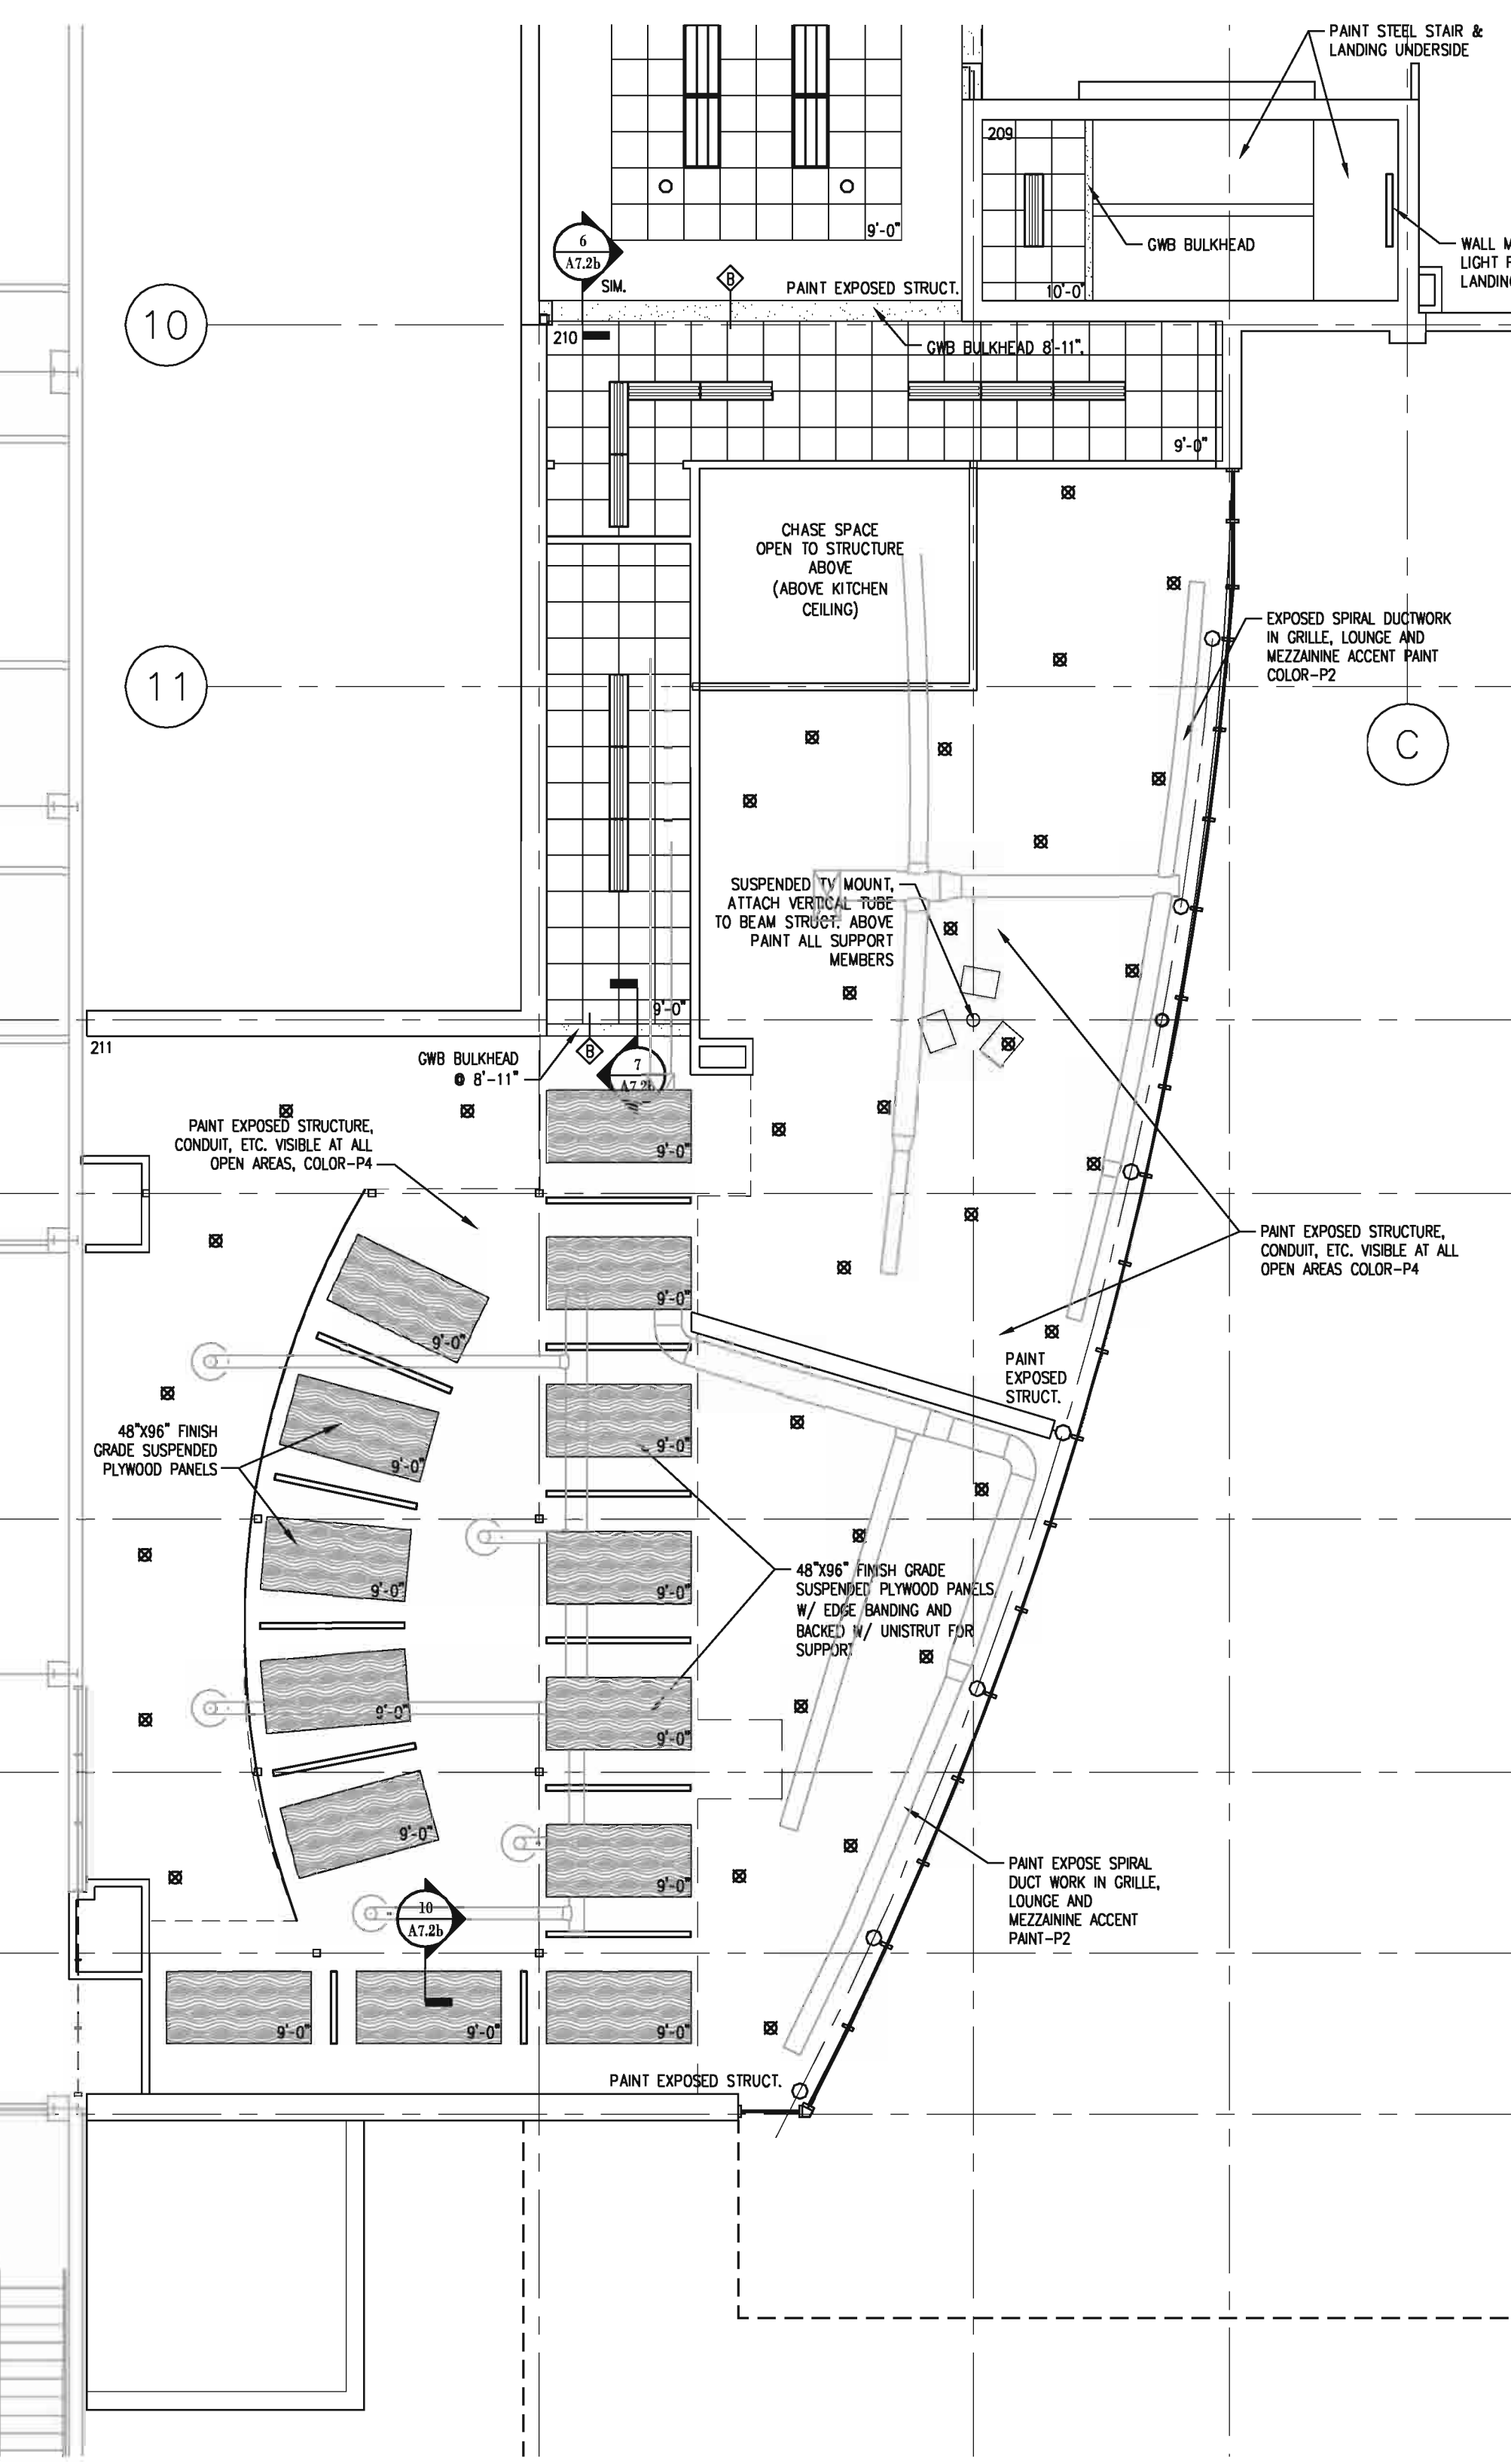 PAINT STEEL STAIR &
LANDING UNDERSIDE
209
9'-0"
GWB BULKHEAD
10'-0"
WALL M
LIGHT F
LANDING
6
A7.2b
SIM.
B
PAINT EXPOSED STRUCT.
10
210
GWB BULKHEAD 8'-11",
9'-0"
CHASE SPACE
OPEN TO STRUCTURE
ABOVE
(ABOVE KITCHEN
CEILING)
EXPOSED SPIRAL DUCTWORK
IN GRILLE, LOUNGE AND
MEZZAININE ACCENT PAINT
COLOR-P2
11
C
SUSPENDED TV MOUNT,
ATTACH VERTICAL TUBE
TO BEAM STRUCT. ABOVE
PAINT ALL SUPPORT
MEMBERS
9'-0"
211
GWB BULKHEAD
@ 8'-11"
B
7
A7.2b
PAINT EXPOSED STRUCTURE,
CONDUIT, ETC. VISIBLE AT ALL
OPEN AREAS, COLOR-P4
9'-0"
PAINT EXPOSED STRUCTURE,
CONDUIT, ETC. VISIBLE AT ALL
OPEN AREAS COLOR-P4
9'-0"
9'-0"
PAINT
EXPOSED
STRUCT.
48"X96" FINISH
GRADE SUSPENDED
PLYWOOD PANELS
9'-0"
9'-0"
48"X96" FINISH GRADE
SUSPENDED PLYWOOD PANELS
W/ EDGE BANDING AND
BACKED W/ UNISTRUT FOR
SUPPORT
9'-0"
9'-0"
9'-0"
9'-0"
9'-0"
9'-0"
PAINT EXPOSE SPIRAL
DUCT WORK IN GRILLE,
LOUNGE AND
MEZZAININE ACCENT
PAINT-P2
10
A7.2b
9'-0"
9'-0"
9'-0"
PAINT EXPOSED STRUCT.